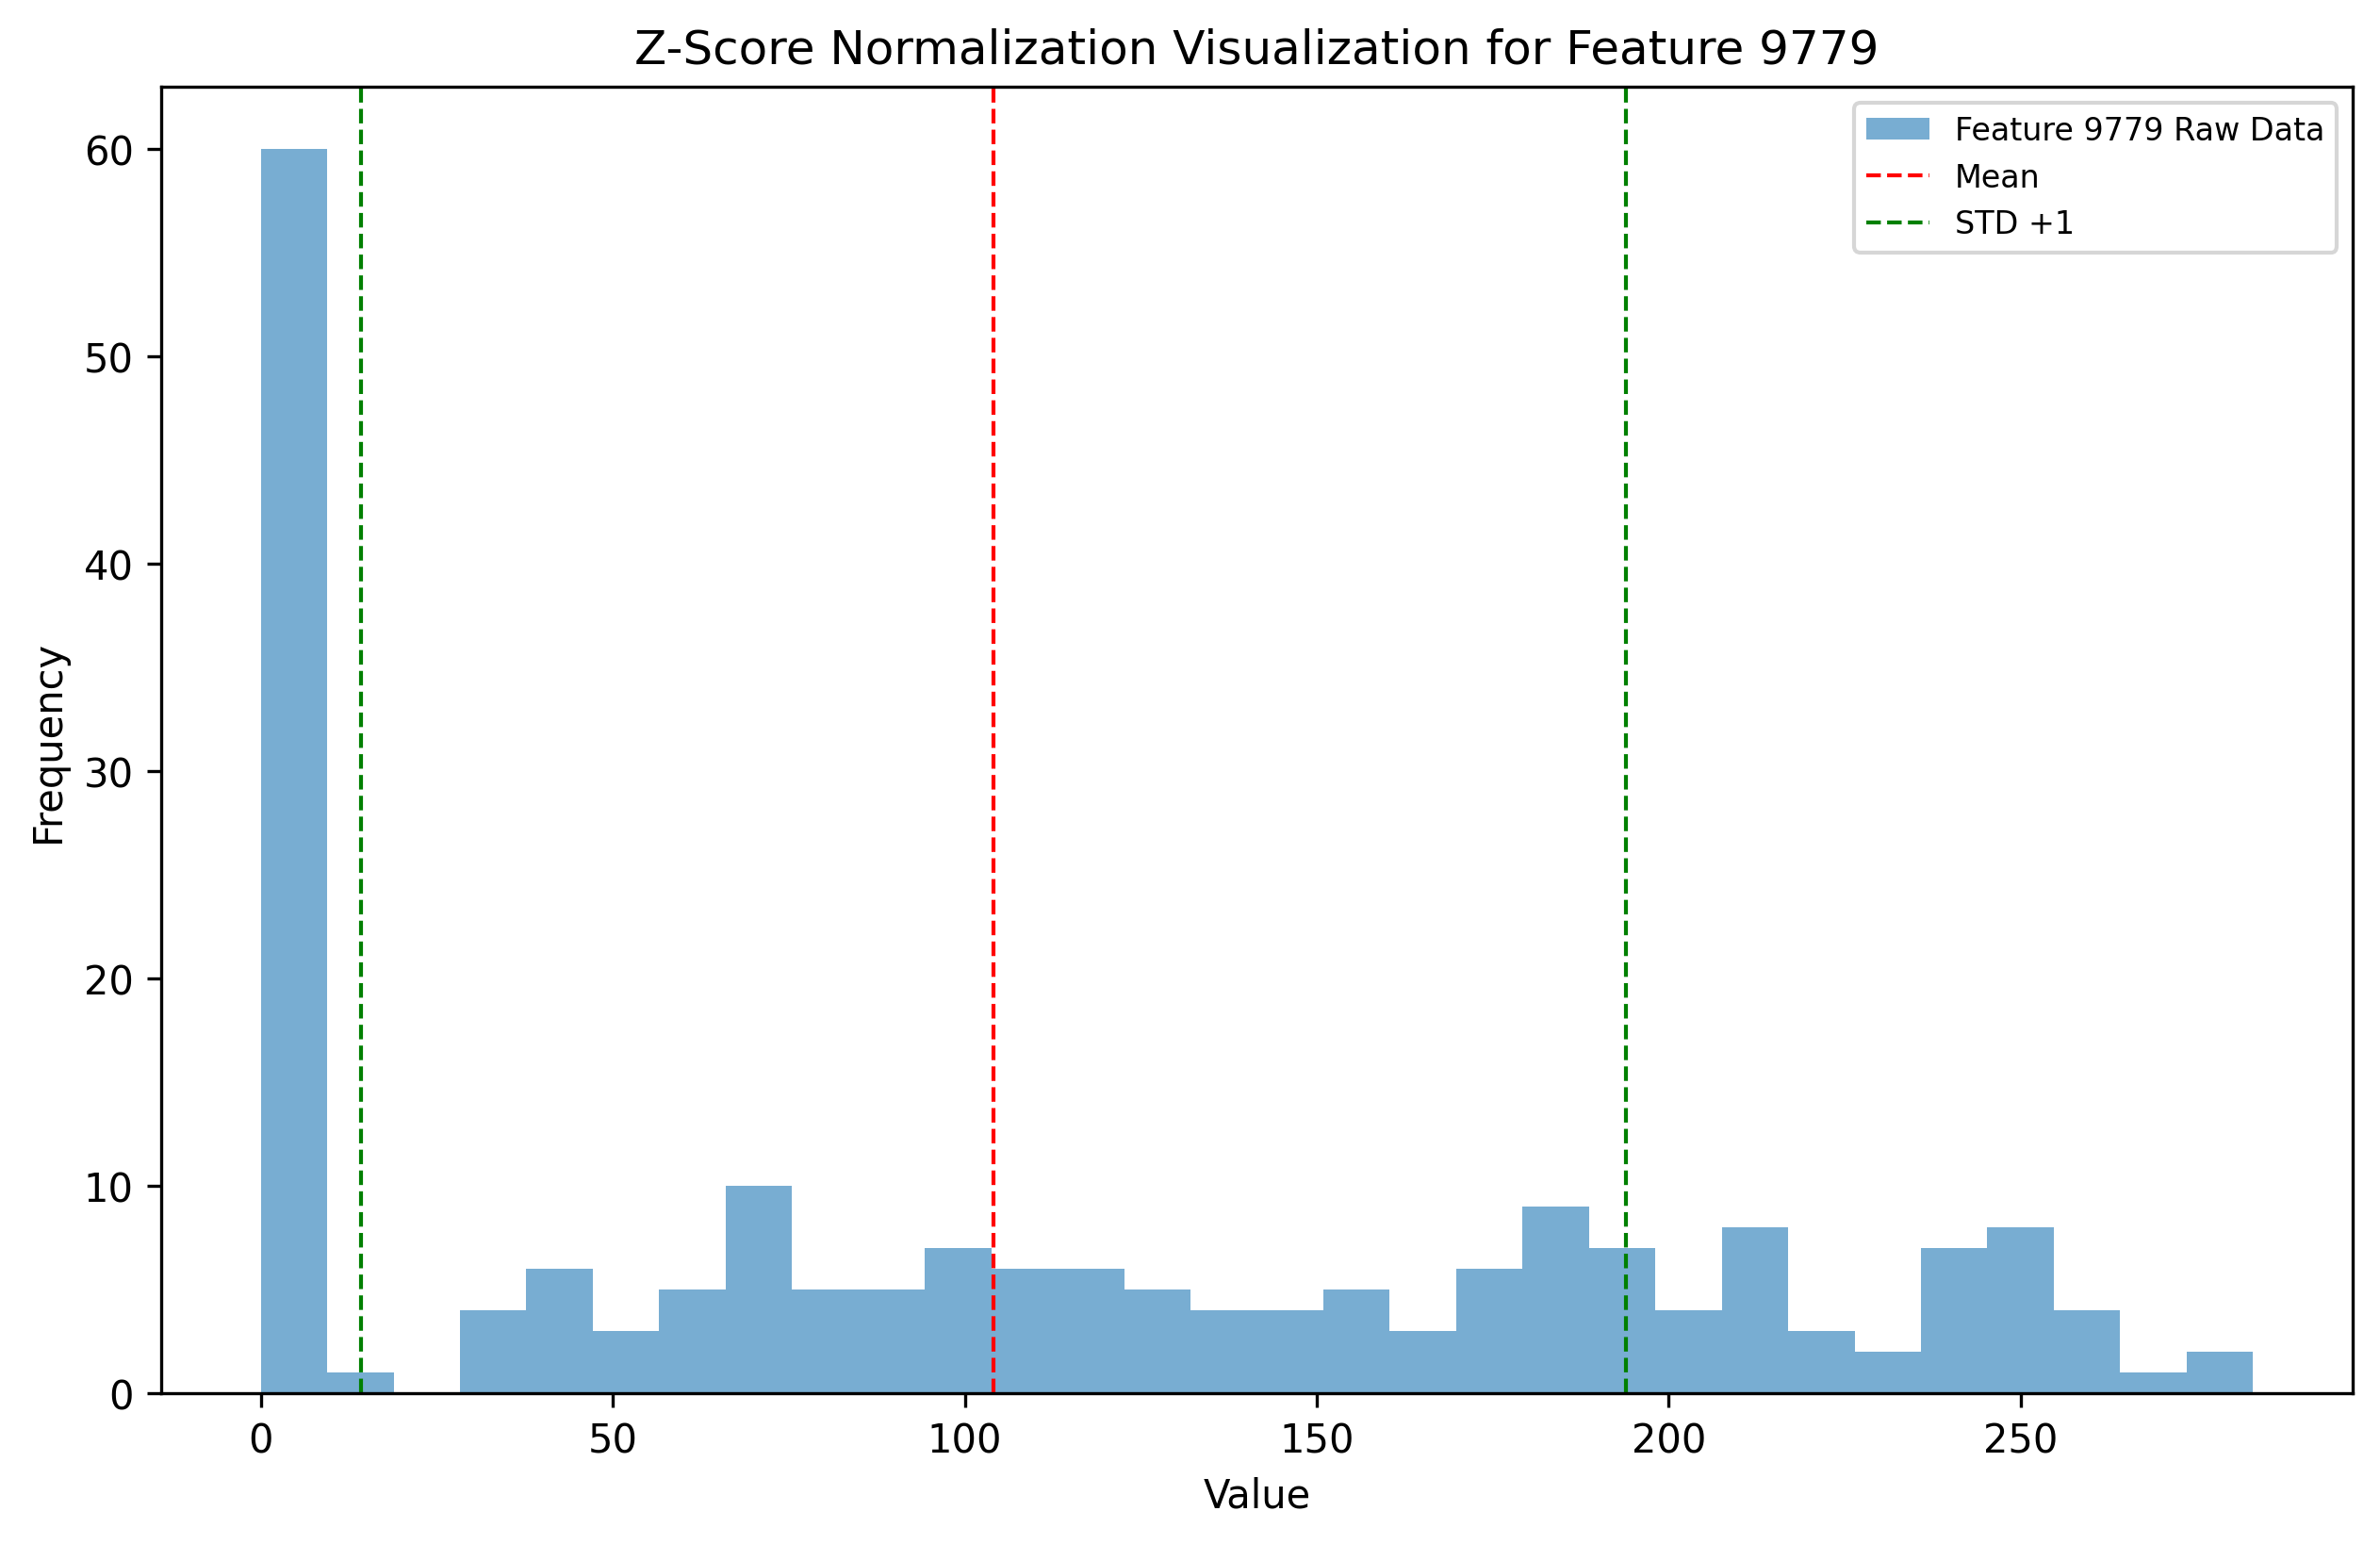 Z-Score Normalization Visualization for Feature 9779
Feature 9779 Raw Data
Mean
STD +1
60
50
40
30
20
10
0
Frequency
0 50 100 150 200 250
Value